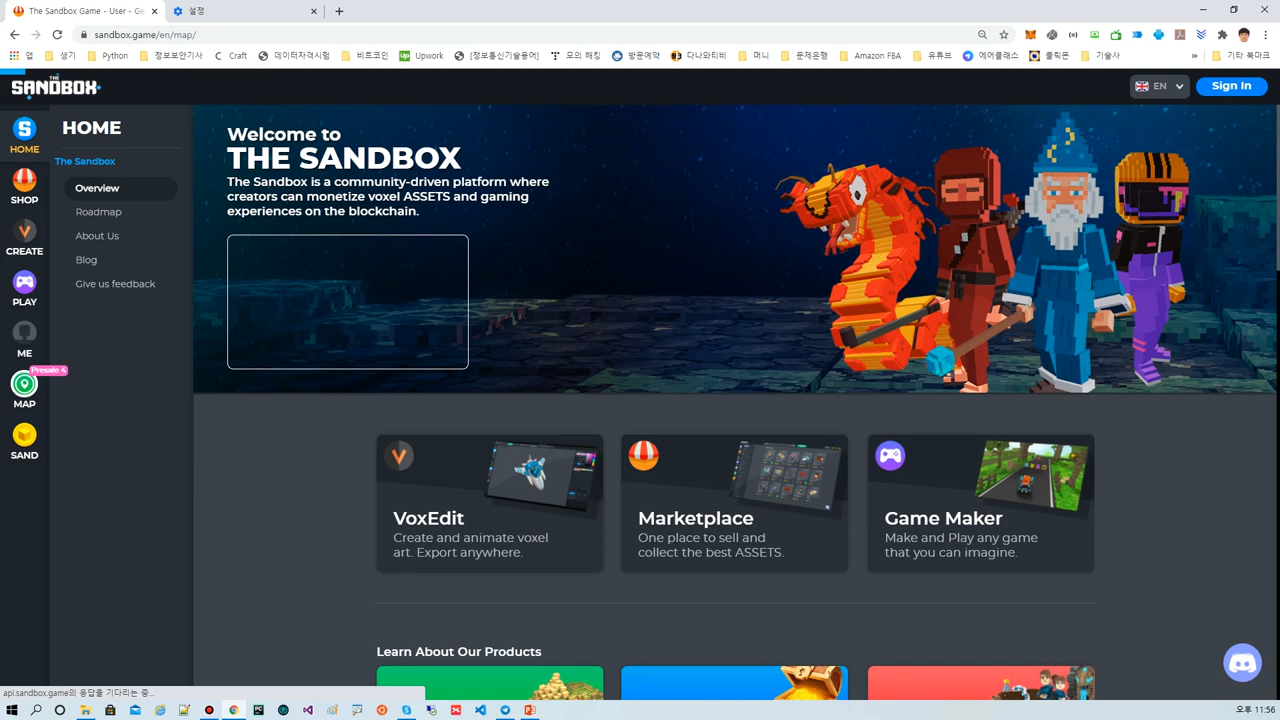 The Sandbox Game - User - Ge
설정
sandbox.game/en/map/
앱
생기
Python
정보보안기사
Craft
데이터자격시험
비트코인
Upwork
[정보통신기술용어]
모의 해킹
방문예약
다나와티비
머니
문제은행
Amazon FBA
유튜브
에어클래스
클릭몬
기술사
»
기타 북마크
THE
SANDBOX
EN
Sign In
HOME
SHOP
CREATE
PLAY
ME
Presale 4
MAP
SAND
HOME
The Sandbox
Overview
Roadmap
About Us
Blog
Give us feedback
Welcome to
THE SANDBOX
The Sandbox is a community-driven platform where
creators can monetize voxel ASSETS and gaming
experiences on the blockchain.
VoxEdit
Create and animate voxel
art. Export anywhere.
Marketplace
One place to sell and
collect the best ASSETS.
Game Maker
Make and Play any game
that you can imagine.
Learn About Our Products
api.sandbox.game의 응답을 기다리는 중...
오후 11:56